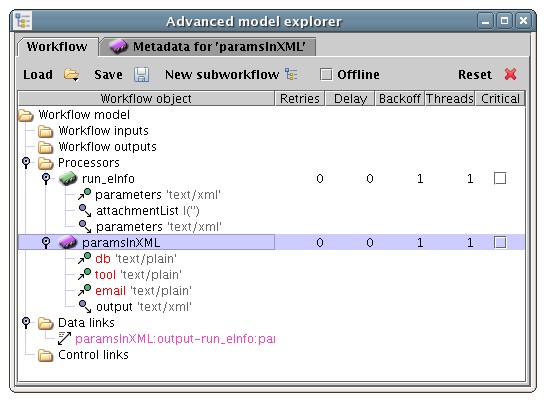 Advanced model explorer
Workflow Metadata for 'paramsInXML'
Load Save New subworkflow Offline Reset
Workflow object Retries Delay Backoff Threads Critical
Workflow model
Workflow inputs
Workflow outputs
Processors
run_eInfo 0 0 1 1
parameters 'text/xml'
attachmentList l('')
parameters 'text/xml'
paramsInXML 0 0 1 1
db 'text/plain'
tool 'text/plain'
email 'text/plain'
output 'text/xml'
Data links
paramsInXML:output-run_eInfo:pai
Control links